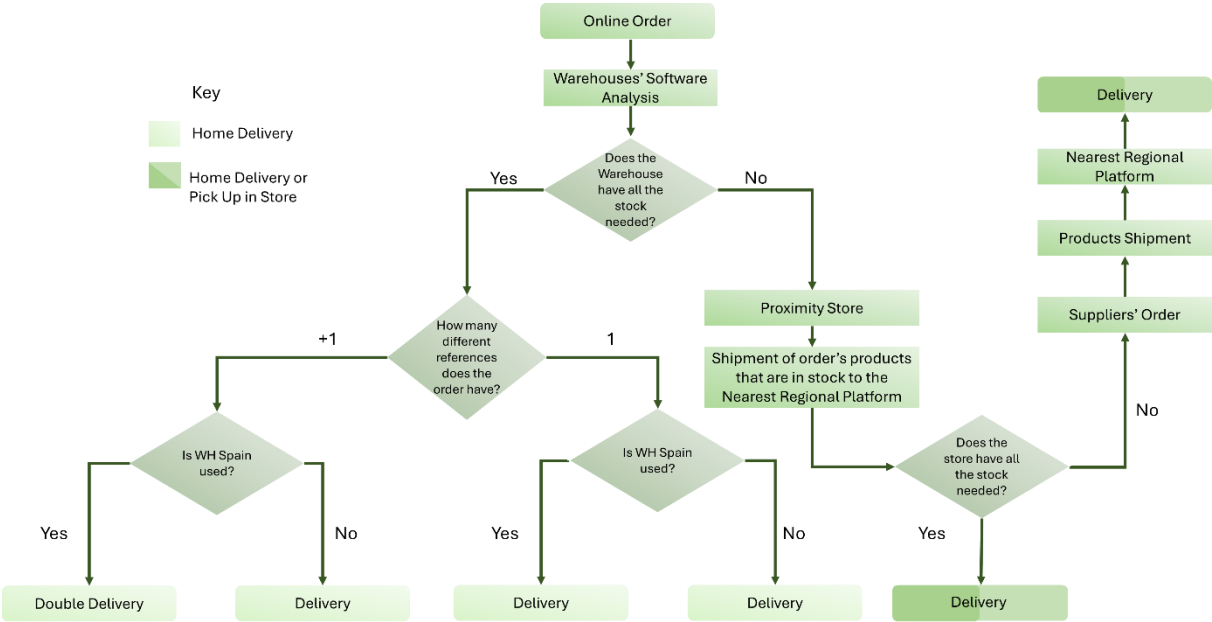 Online Order
Warehouses' Software
Analysis
Key
Home Delivery
Home Delivery or
Pick Up in Store
Does the
Warehouse
have all the
stock
needed?
Yes
No
Delivery
Nearest Regional
Platform
Products Shipment
Suppliers' Order
How many
different
references
does the
order have?
+1
1
Proximity Store
Shipment of order's products
that are in stock to the
Nearest Regional Platform
No
Is WH Spain
used?
Is WH Spain
used?
Does the
store have all
the stock
needed?
Yes
No
Yes
No
Yes
Double Delivery
Delivery
Delivery
Delivery
Delivery